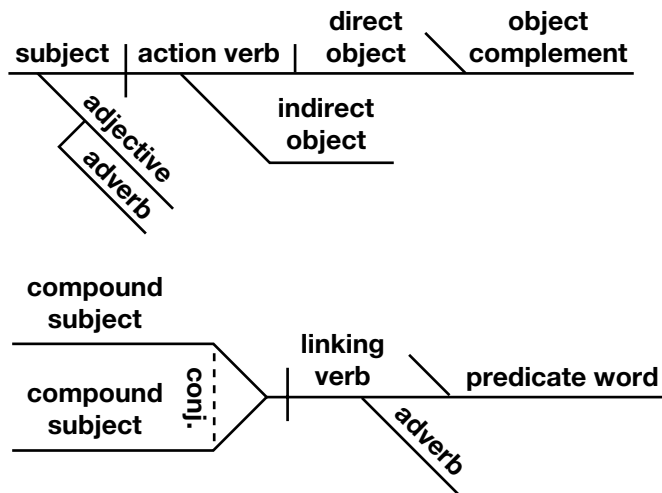 subject
action verb
direct
object
object
complement
indirect
object
adjective
adverb
compound
subject
compound
subject
conj.
linking
verb
predicate word
adverb